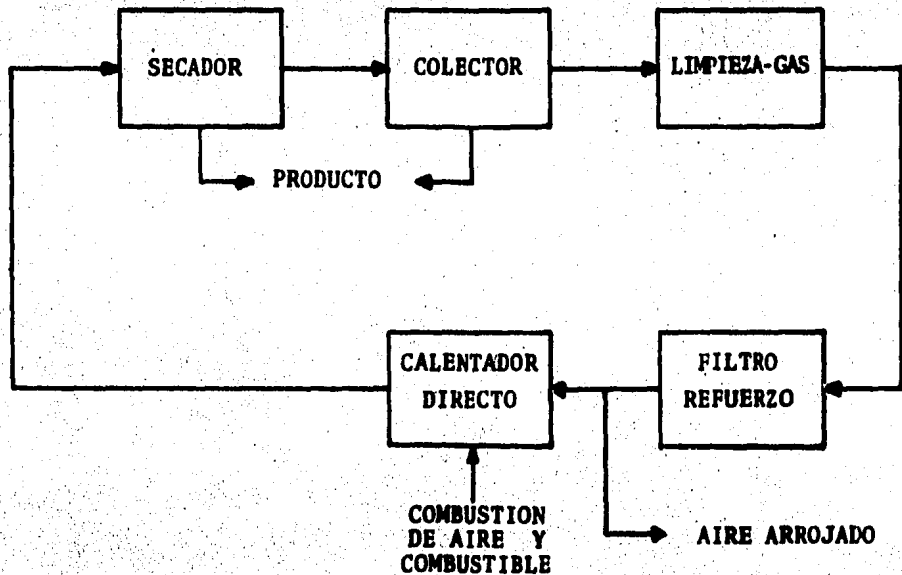 SECADOR
COLECTOR
LIMPIEZA-GAS
PRODUCTO
CALENTADOR
DIRECTO
FILTRO
REFUERZO
COMBUSTION
DE AIRE Y
COMBUSTIBLE
AIRE ARROJADO